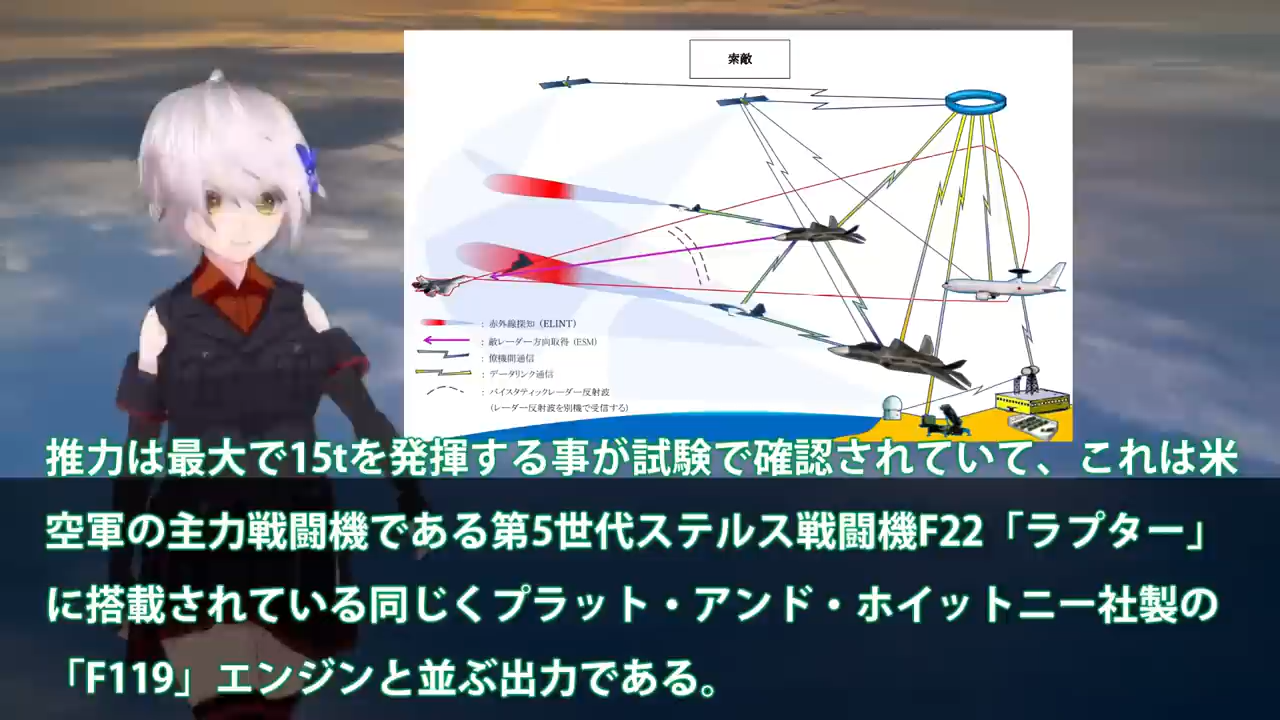 索敵
：赤外線探知（ELINT）
：敵レーダー方向取得（ESM）
：僚機間通信
：データリンク通信
：バイスタティックレーダー反射波
（レーダー反射波を別機で受信する）
推力は最大で15tを発揮する事が試験で確認されていて、これは米
空軍の主力戦闘機である第5世代ステルス戦闘機F22「ラプター」
に搭載されている同じくプラット・アンド・ホイットニー社製の
「F119」エンジンと並ぶ出力である。